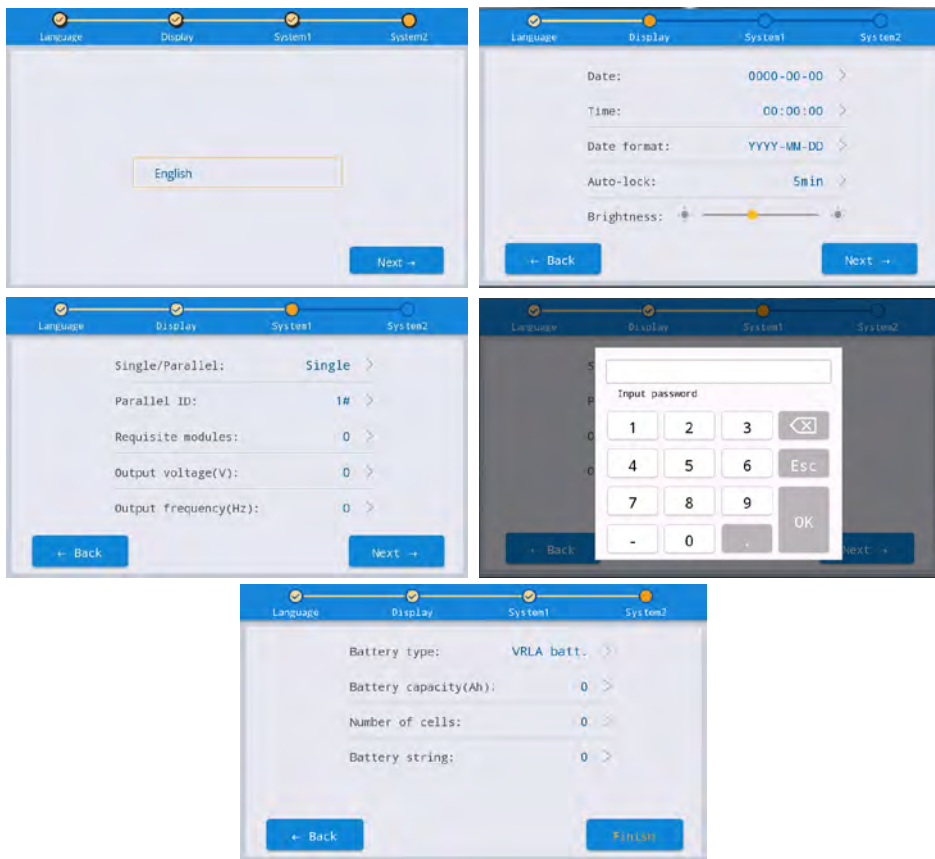 Language Display System1 System2
English
Next →
Language Display System1 System2
Date: 0000-00-00 >
Time: 00:00:00 >
Date format: YYYY-MM-DD >
Auto-lock: 5min >
Brightness:
← Back Next →
Language Display System1 System2
Single/Parallel: Single >
Parallel ID: 1# >
Requisite modules: 0 >
Output voltage(V): 0 >
Output frequency(Hz): 0 >
← Back Next →
Language Display System1 System2
Input password
1 2 3
4 5 6 Esc
7 8 9
OK
- 0 .
← Back Next →
Language Display System1 System2
Battery type: VRLA batt. >
Battery capacity(Ah): 0 >
Number of cells: 0 >
Battery string: 0 >
← Back Finish